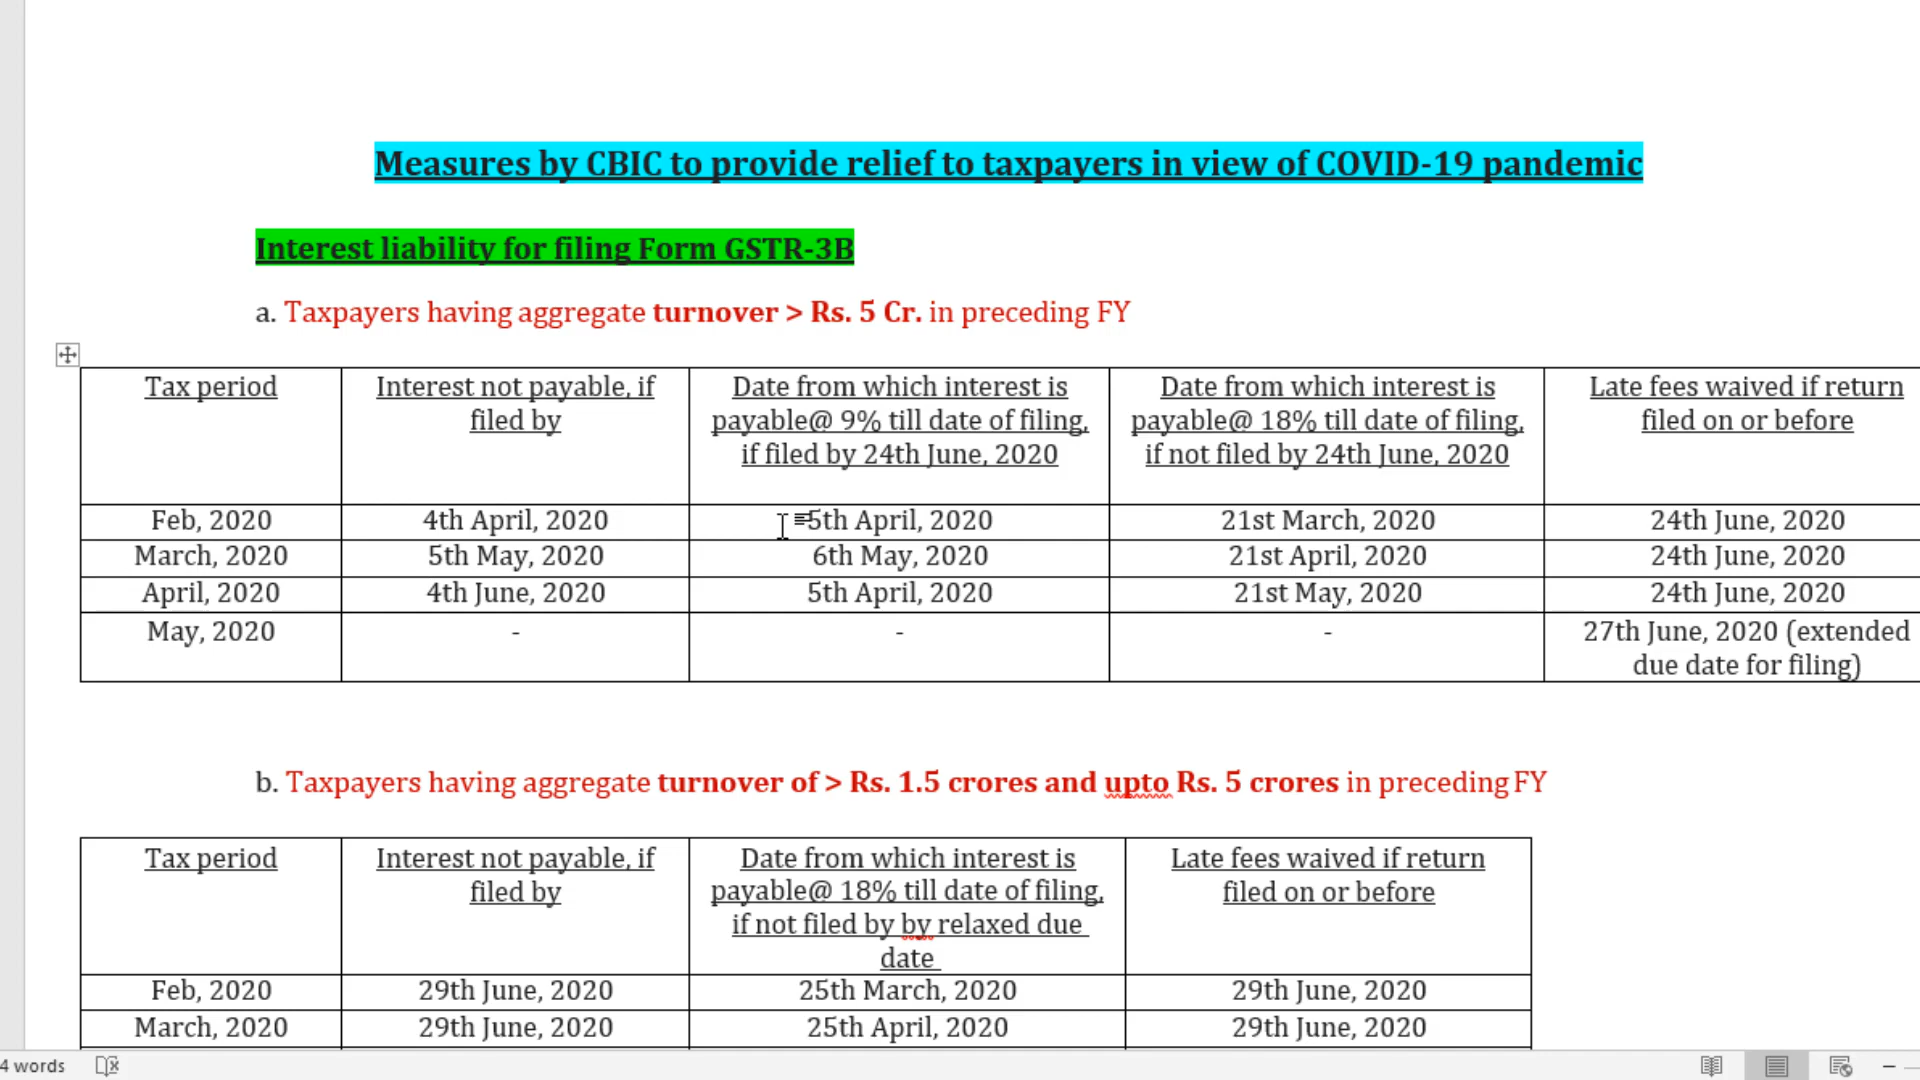 Measures by CBIC to provide relief to taxpayers in view of COVID-19 pandemic
Interest liability for filing Form GSTR-3B
a. Taxpayers having aggregate turnover > Rs. 5 Cr. in preceding FY
Tax period
Interest not payable, if
filed by
Date from which interest is
payable@ 9% till date of filing,
if filed by 24th June, 2020
Date from which interest is
payable@ 18% till date of filing,
if not filed by 24th June, 2020
Late fees waived if return
filed on or before
Feb, 2020 4th April, 2020 5th April, 2020 21st March, 2020 24th June, 2020
March, 2020 5th May, 2020 6th May, 2020 21st April, 2020 24th June, 2020
April, 2020 4th June, 2020 5th April, 2020 21st May, 2020 24th June, 2020
May, 2020 - - - 27th June, 2020 (extended
due date for filing)
b. Taxpayers having aggregate turnover of > Rs. 1.5 crores and upto Rs. 5 crores in preceding FY
Tax period
Interest not payable, if
filed by
Date from which interest is
payable@ 18% till date of filing,
if not filed by by relaxed due
date
Late fees waived if return
filed on or before
Feb, 2020 29th June, 2020 25th March, 2020 29th June, 2020
March, 2020 29th June, 2020 25th April, 2020 29th June, 2020
4 words